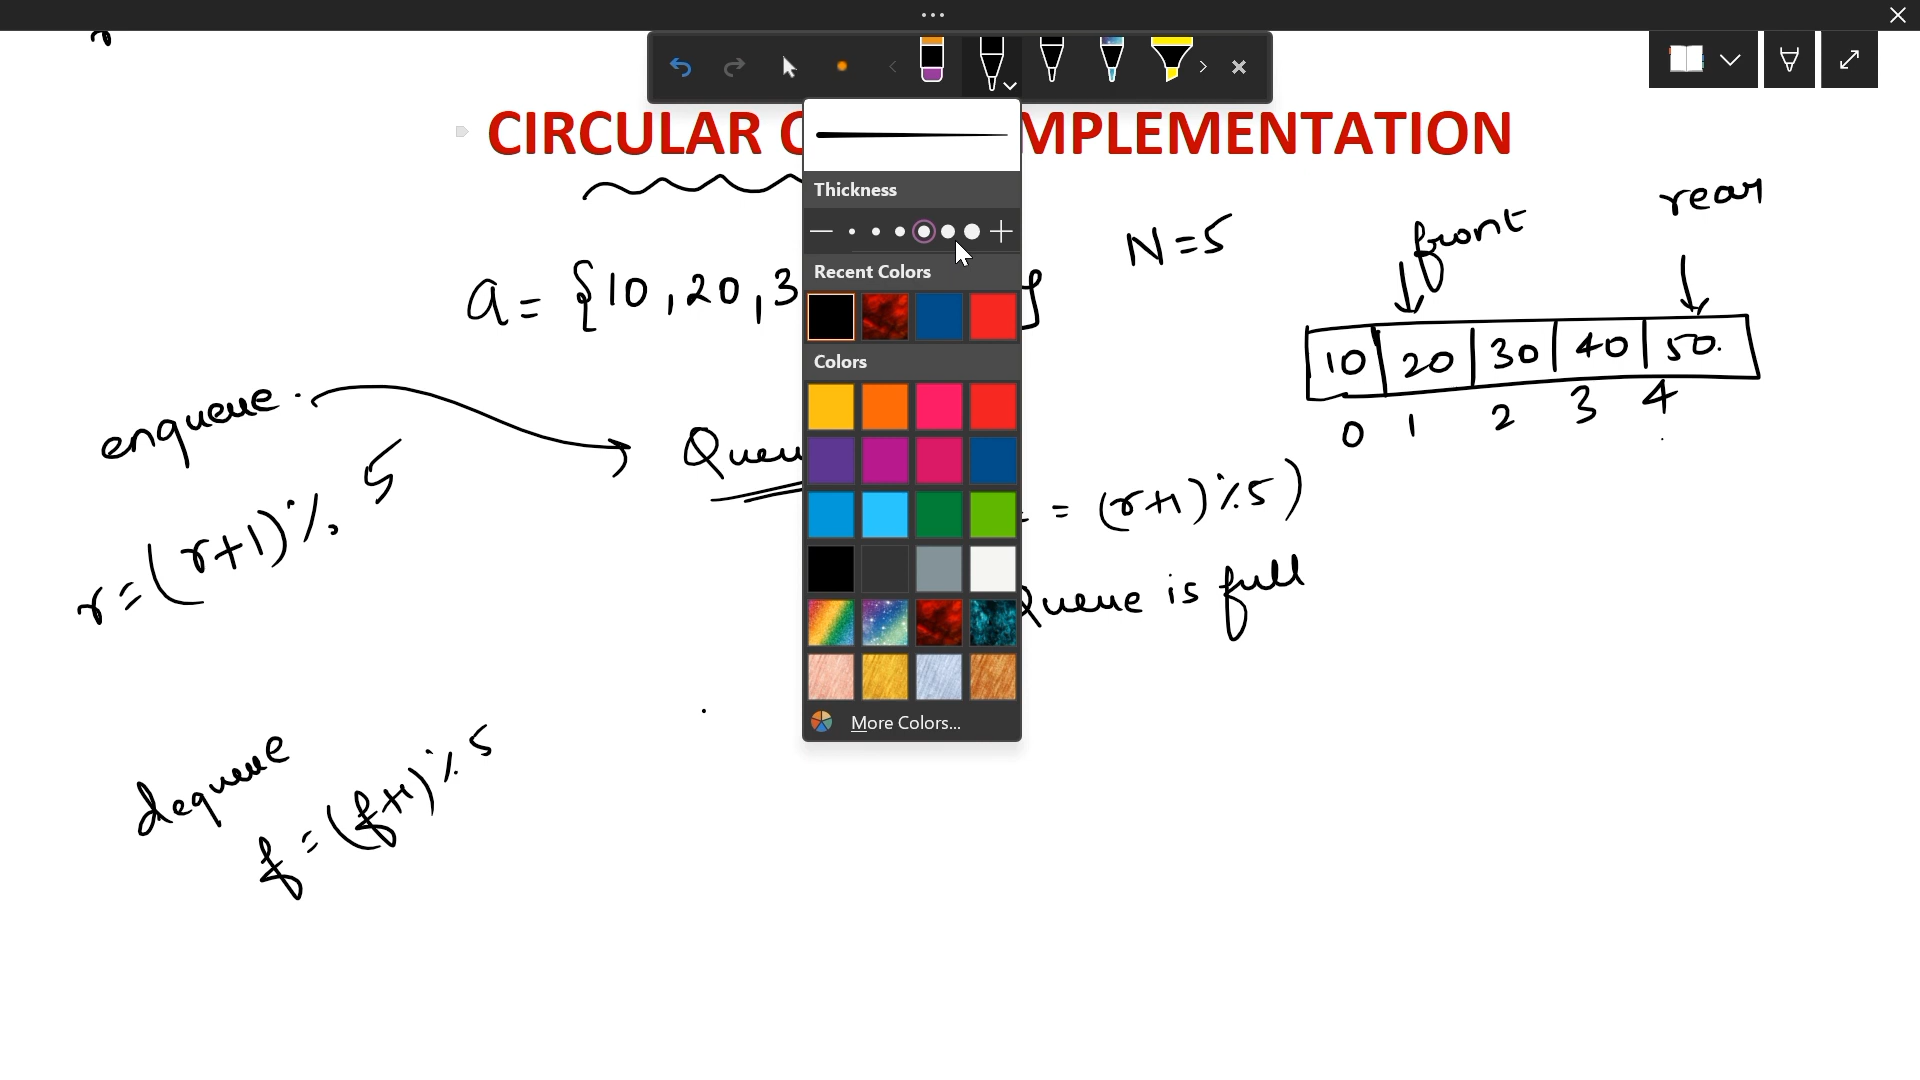 CIRCULAR MPLEMENTATION
Thickness
Recent Colors
Colors
More Colors...
a = {10, 20, 3 }
N=5
front
rear
10 20 30 40 50.
0 1 2 3 4
enqueue.
r=(r+1)% 5
= (r+1)%5)
Queue is full
dequeue
f=(f+1)%5